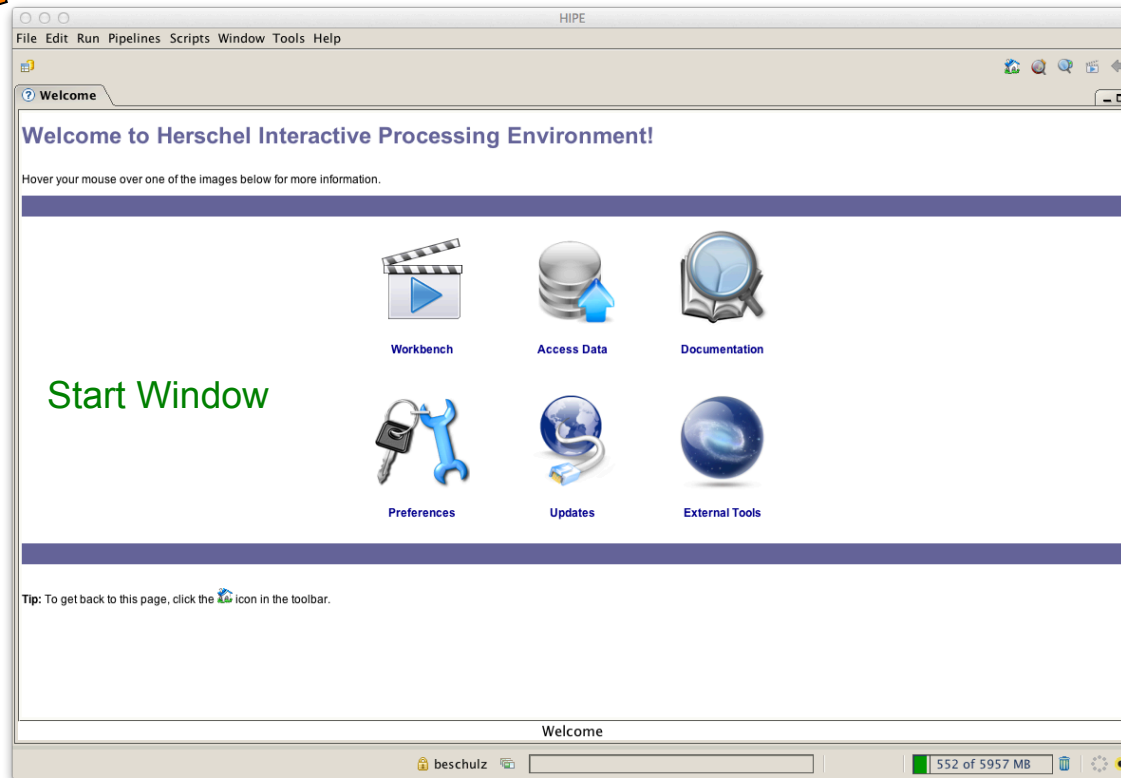 HIPE
File Edit Run Pipelines Scripts Window Tools Help
Welcome
Welcome to Herschel Interactive Processing Environment!
Hover your mouse over one of the images below for more information.
Workbench Access Data Documentation
Start Window
Preferences Updates External Tools
Tip: To get back to this page, click the icon in the toolbar.
Welcome
beschulz 552 of 5957 MB